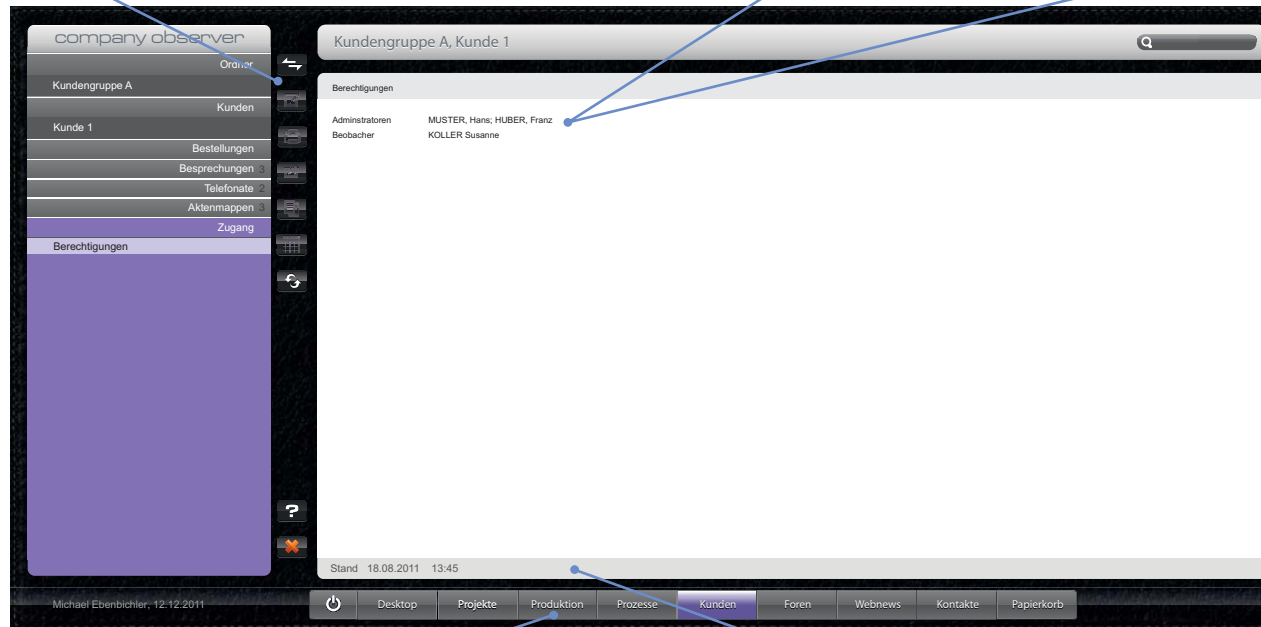 company observer
Ordner
Kundengruppe A
Kunden
Kunde 1
Bestellungen
Besprechungen 3
Telefonate 2
Aktenmappen 3
Zugang
Berechtigungen
Kundengruppe A, Kunde 1
Berechtigungen
Adminstratoren MUSTER, Hans; HUBER, Franz
Beobacher KOLLER Susanne
?
Stand 18.08.2011 13:45
Michael Ebenbichler, 12.12.2011
Desktop Projekte Produktion Prozesse Kunden Foren Webnews Kontakte Papierkorb